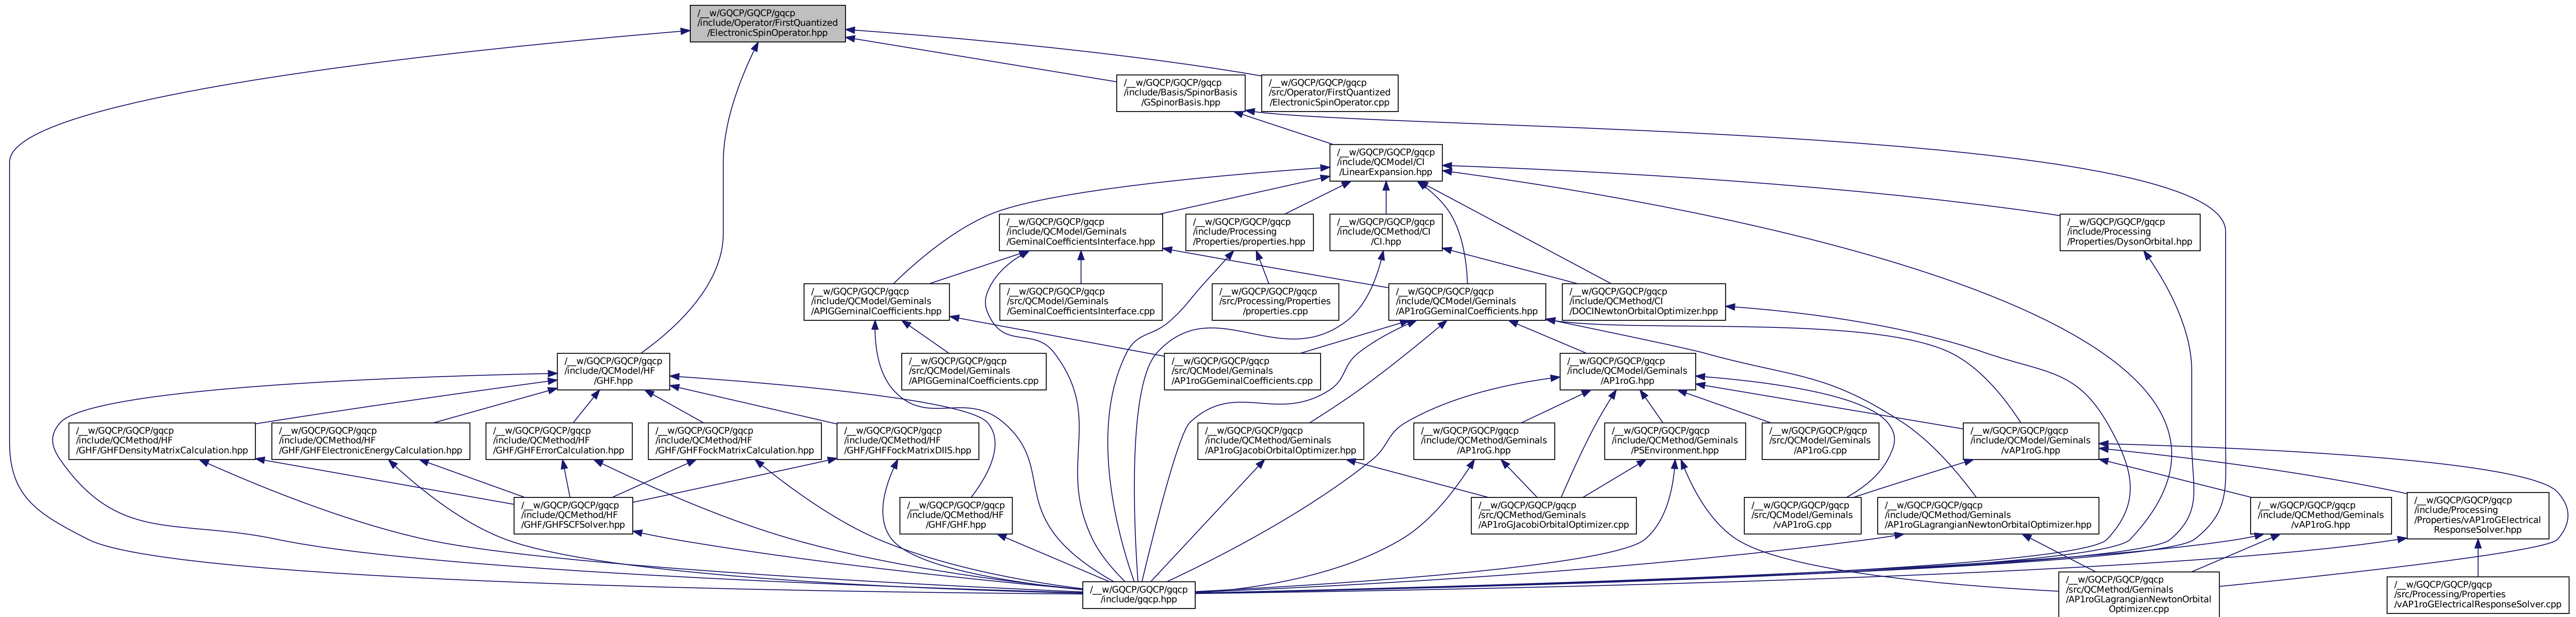 /__w/GQCP/GQCP/gqcp
/include/Operator/FirstQuantized
/ElectronicSpinOperator.hpp
/__w/GQCP/GQCP/gqcp
/include/Basis/SpinorBasis
/GSpinorBasis.hpp
/__w/GQCP/GQCP/gqcp
/src/Operator/FirstQuantized
/ElectronicSpinOperator.cpp
/__w/GQCP/GQCP/gqcp
/include/QCModel/CI
/LinearExpansion.hpp
/__w/GQCP/GQCP/gqcp
/include/QCModel/Geminals
/GeminalCoefficientsInterface.hpp
/__w/GQCP/GQCP/gqcp
/include/Processing
/Properties/properties.hpp
/__w/GQCP/GQCP/gqcp
/include/QCMethod/CI
/CI.hpp
/__w/GQCP/GQCP/gqcp
/include/Processing
/Properties/DysonOrbital.hpp
/__w/GQCP/GQCP/gqcp
/include/QCModel/Geminals
/APIGGeminalCoefficients.hpp
/__w/GQCP/GQCP/gqcp
/src/QCModel/Geminals
/GeminalCoefficientsInterface.cpp
/__w/GQCP/GQCP/gqcp
/src/Processing/Properties
/properties.cpp
/__w/GQCP/GQCP/gqcp
/include/QCModel/Geminals
/AP1roGGeminalCoefficients.hpp
/__w/GQCP/GQCP/gqcp
/include/QCMethod/CI
/DOCINewtonOrbitalOptimizer.hpp
/__w/GQCP/GQCP/gqcp
/include/QCModel/HF
/GHF.hpp
/__w/GQCP/GQCP/gqcp
/src/QCModel/Geminals
/APIGGeminalCoefficients.cpp
/__w/GQCP/GQCP/gqcp
/src/QCModel/Geminals
/AP1roGGeminalCoefficients.cpp
/__w/GQCP/GQCP/gqcp
/include/QCModel/Geminals
/AP1roG.hpp
/__w/GQCP/GQCP/gqcp
/include/QCMethod/HF
/GHF/GHFDensityMatrixCalculation.hpp
/__w/GQCP/GQCP/gqcp
/include/QCMethod/HF
/GHF/GHFElectronicEnergyCalculation.hpp
/__w/GQCP/GQCP/gqcp
/include/QCMethod/HF
/GHF/GHFErrorCalculation.hpp
/__w/GQCP/GQCP/gqcp
/include/QCMethod/HF
/GHF/GHFFockMatrixCalculation.hpp
/__w/GQCP/GQCP/gqcp
/include/QCMethod/HF
/GHF/GHFFockMatrixDIIS.hpp
/__w/GQCP/GQCP/gqcp
/include/QCMethod/Geminals
/AP1roGJacobiOrbitalOptimizer.hpp
/__w/GQCP/GQCP/gqcp
/include/QCMethod/Geminals
/AP1roG.hpp
/__w/GQCP/GQCP/gqcp
/include/QCMethod/Geminals
/PSEnvironment.hpp
/__w/GQCP/GQCP/gqcp
/src/QCModel/Geminals
/AP1roG.cpp
/__w/GQCP/GQCP/gqcp
/include/QCModel/Geminals
/vAP1roG.hpp
/__w/GQCP/GQCP/gqcp
/include/QCMethod/HF
/GHF/GHFSCFSolver.hpp
/__w/GQCP/GQCP/gqcp
/include/QCMethod/HF
/GHF/GHF.hpp
/__w/GQCP/GQCP/gqcp
/src/QCMethod/Geminals
/AP1roGJacobiOrbitalOptimizer.cpp
/__w/GQCP/GQCP/gqcp
/src/QCModel/Geminals
/vAP1roG.cpp
/__w/GQCP/GQCP/gqcp
/include/QCMethod/Geminals
/AP1roGLagrangianNewtonOrbitalOptimizer.hpp
/__w/GQCP/GQCP/gqcp
/include/QCMethod/Geminals
/vAP1roG.hpp
/__w/GQCP/GQCP/gqcp
/include/Processing
/Properties/vAP1roGElectrical
ResponseSolver.hpp
/__w/GQCP/GQCP/gqcp
/include/gqcp.hpp
/__w/GQCP/GQCP/gqcp
/src/QCMethod/Geminals
/AP1roGLagrangianNewtonOrbital
Optimizer.cpp
/__w/GQCP/GQCP/gqcp
/src/Processing/Properties
/vAP1roGElectricalResponseSolver.cpp